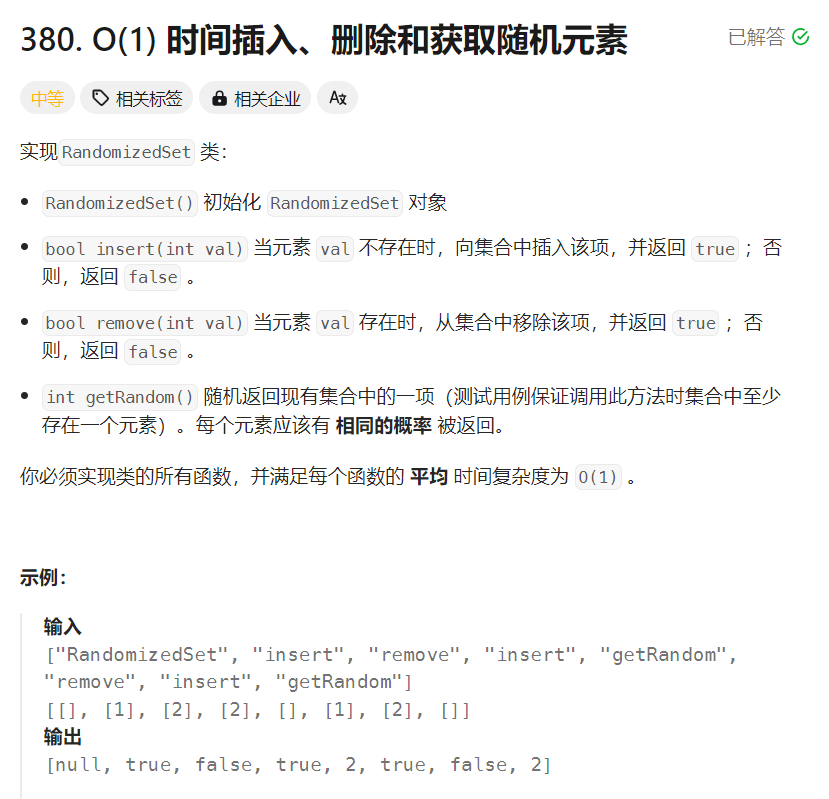 380. O(1) 时间插入、删除和获取随机元素
已解答
中等
相关标签
相关企业
实现RandomizedSet 类：
RandomizedSet() 初始化 RandomizedSet 对象
bool insert(int val) 当元素 val 不存在时，向集合中插入该项，并返回 true ；否
则，返回 false 。
bool remove(int val) 当元素 val 存在时，从集合中移除该项，并返回 true ；否
则，返回 false 。
int getRandom() 随机返回现有集合中的一项（测试用例保证调用此方法时集合中至少
存在一个元素）。每个元素应该有 相同的概率 被返回。
你必须实现类的所有函数，并满足每个函数的 平均 时间复杂度为 O(1) 。
示例：
输入
["RandomizedSet", "insert", "remove", "insert", "getRandom",
"remove", "insert", "getRandom"]
[[], [1], [2], [2], [], [1], [2], []]
输出
[null, true, false, true, 2, true, false, 2]